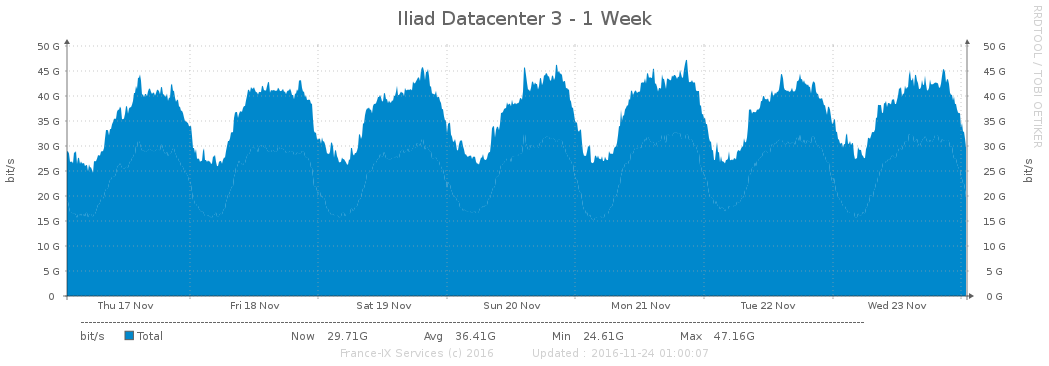 Iliad Datacenter 3 - 1 Week
RRDTOOL / TOBI OETIKER
bit/s
bit/s
50 G 50 G
45 G 45 G
40 G 40 G
35 G 35 G
30 G 30 G
25 G 25 G
20 G 20 G
15 G 15 G
10 G 10 G
5 G 5 G
0 0 G
Thu 17 Nov Fri 18 Nov Sat 19 Nov Sun 20 Nov Mon 21 Nov Tue 22 Nov Wed 23 Nov
bit/s Total Now 29.71G Avg 36.41G Min 24.61G Max 47.16G
France-IX Services (c) 2016 Updated : 2016-11-24 01:00:07